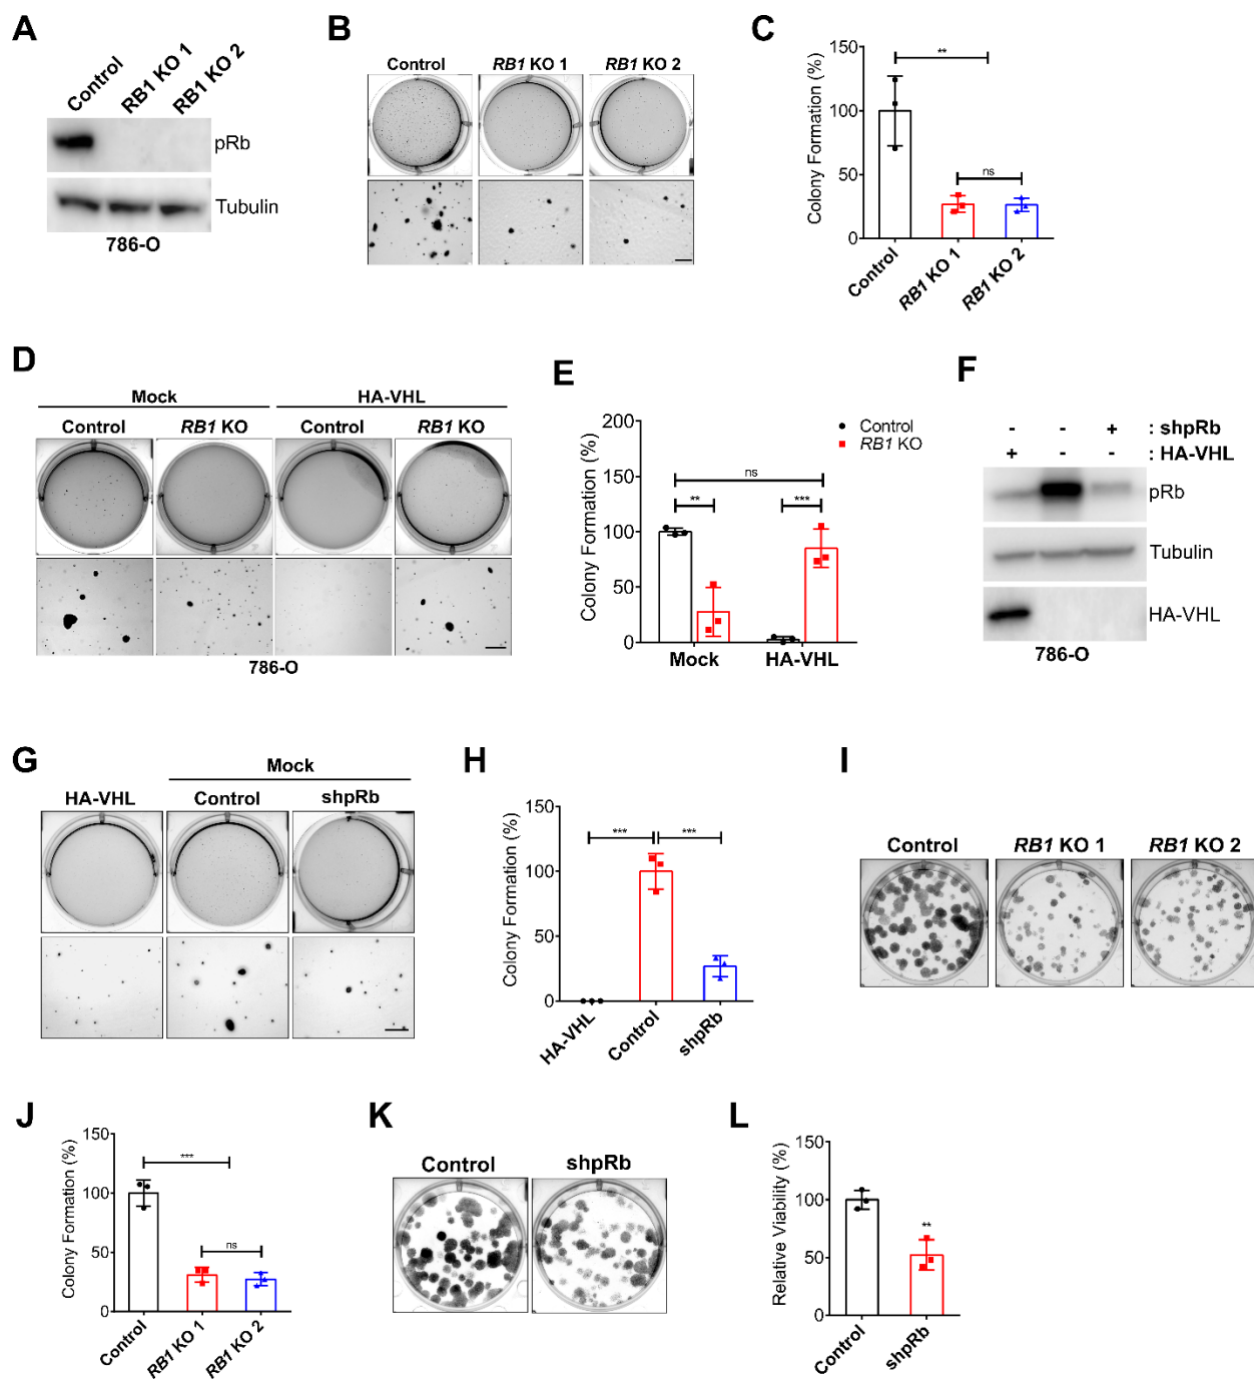 A
Control
RB1 KO 1
RB1 KO 2
pRb
Tubulin
786-O
B
Control
RB1 KO 1
RB1 KO 2
C
Colony Formation (%)
150
100
50
0
**
ns
Control
RB1 KO 1
RB1 KO 2
D
Mock
HA-VHL
Control
RB1 KO
Control
RB1 KO
786-O
E
Colony Formation (%)
200
150
100
50
0
ns
**
***
Control
RB1 KO
Mock
HA-VHL
F
- - + : shpRb
+ - - : HA-VHL
pRb
Tubulin
HA-VHL
786-O
G
Mock
HA-VHL
Control
shpRb
H
Colony Formation (%)
150
100
50
0
***
***
HA-VHL
Control
shpRb
I
Control
RB1 KO 1
RB1 KO 2
J
Colony Formation (%)
150
100
50
0
***
ns
Control
RB1 KO 1
RB1 KO 2
K
Control
shpRb
L
Relative Viability (%)
150
100
50
0
**
Control
shpRb